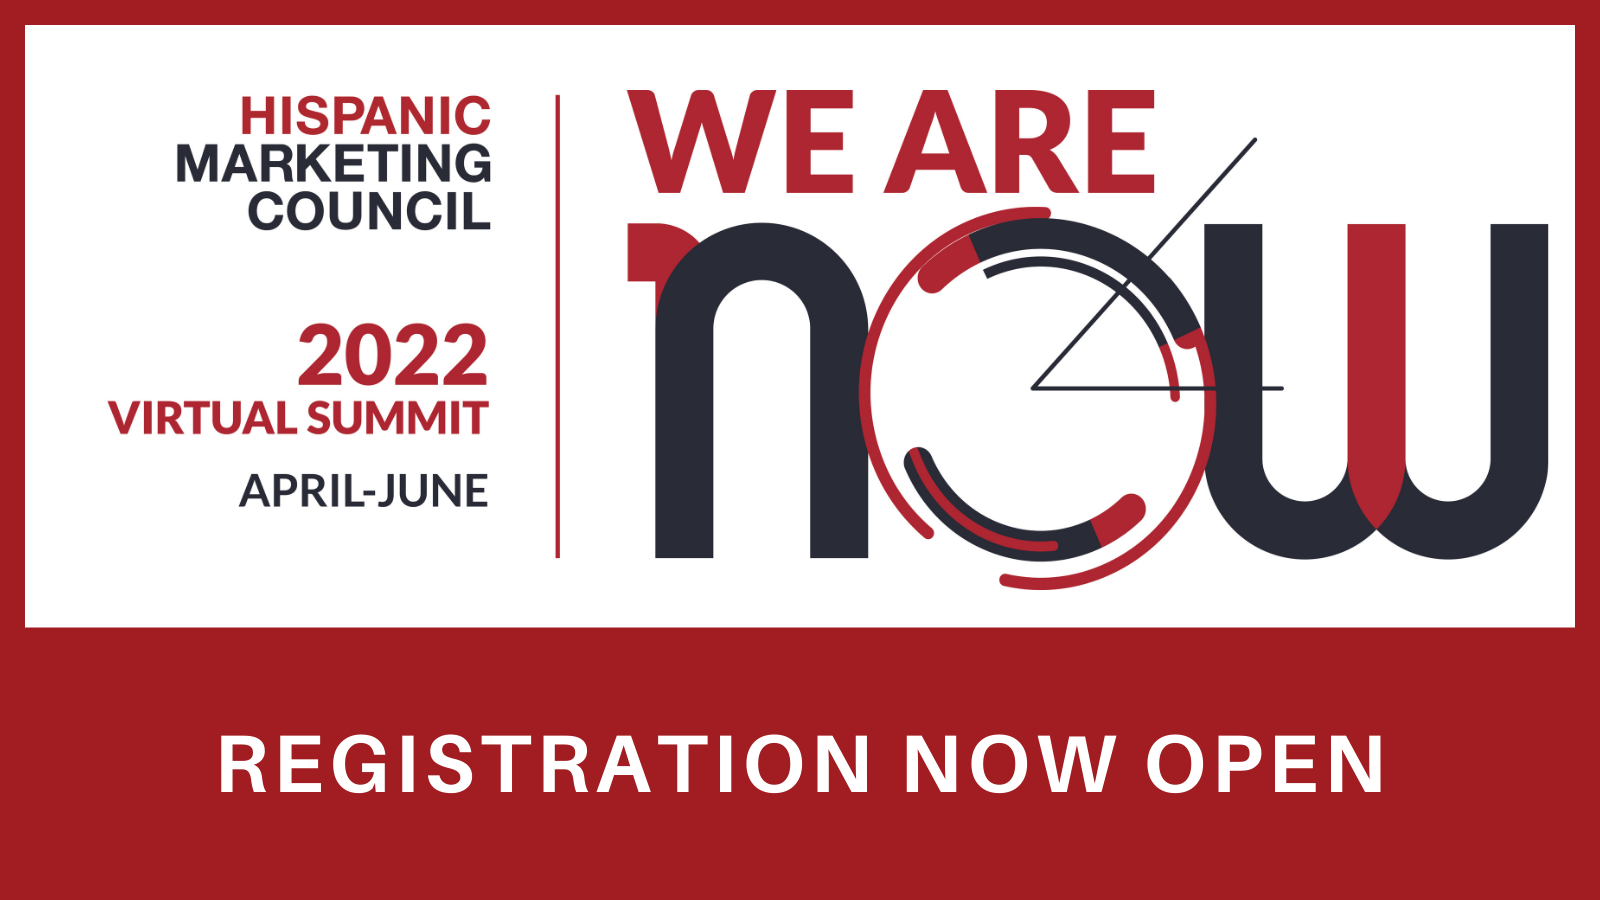 HISPANIC
MARKETING
COUNCIL
2022
VIRTUAL SUMMIT
APRIL-JUNE
WE ARE
now
REGISTRATION NOW OPEN